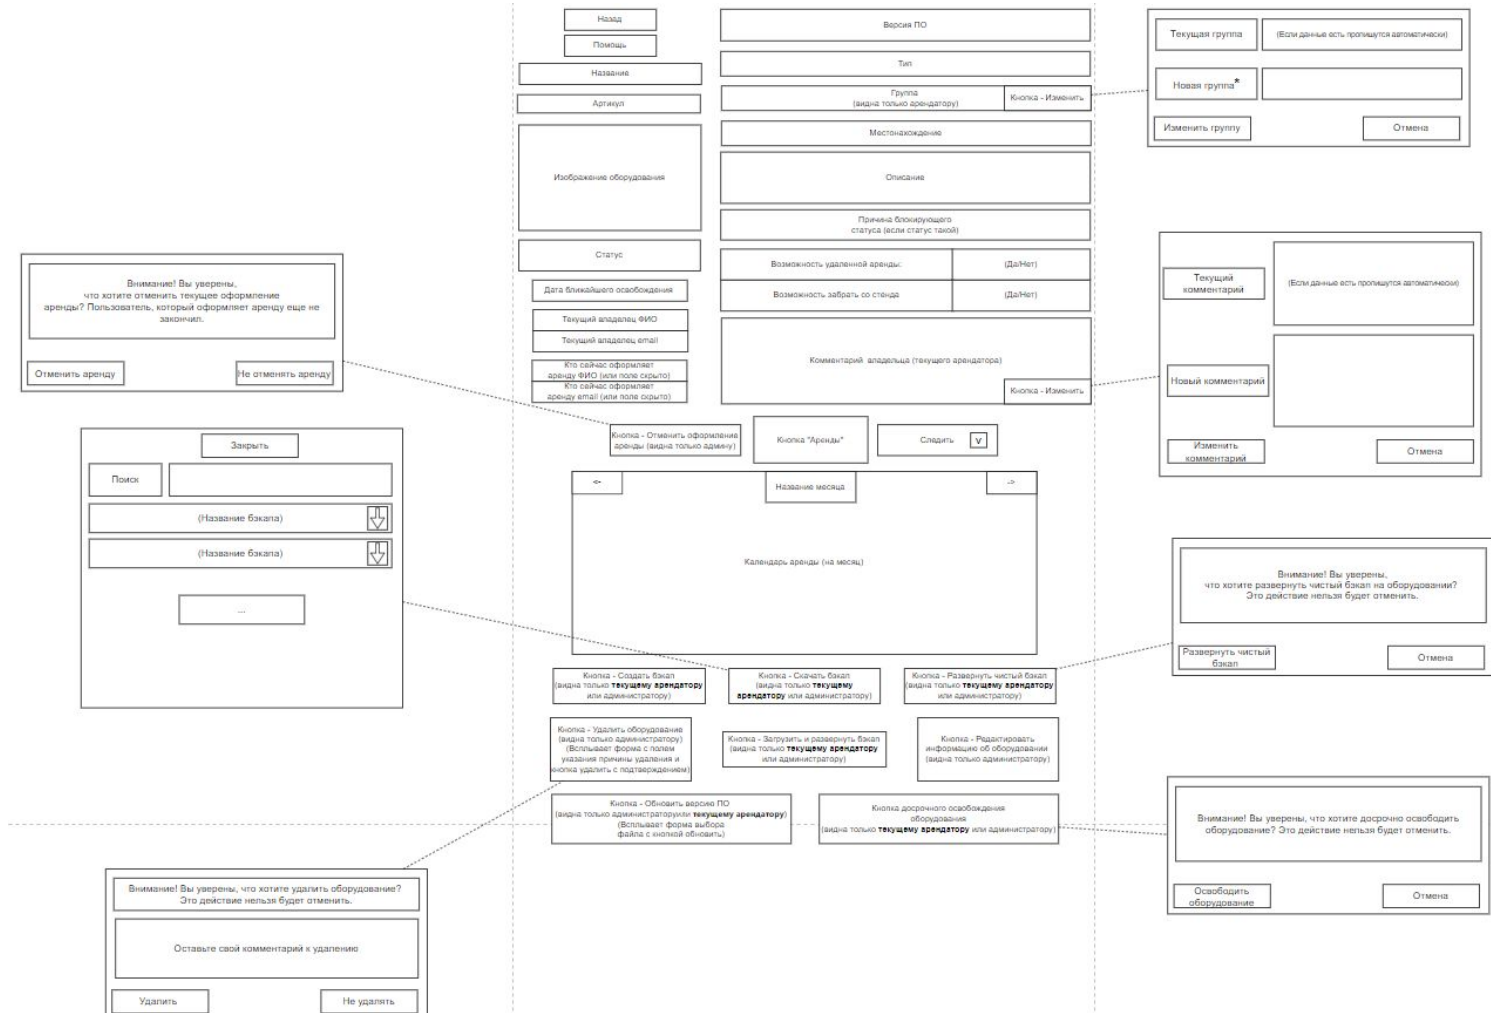 Назад
Помощь
Название
Артикул
Изображение оборудования
Статус
Дата ближайшего освобождения
Текущий владелец ФИО
Текущий владелец email
Кто сейчас оформляет
аренду ФИО (или поле скрыто)
Кто сейчас оформляет
аренду email (или поле скрыто)
Версия ПО
Тип
Группа
(видна только арендатору)
Кнопка - Изменить
Местонахождение
Описание
Причина блокирующего
статуса (если статус такой)
Возможность удаленной аренды:
(Да/Нет)
Возможность забрать со стенда
(Да/Нет)
Комментарий владельца (текущего арендатора)
Кнопка - Изменить
Кнопка - Отменить оформление
аренды (видна только админу)
Кнопка "Аренды"
Следить
v
<-
Название месяца
->
Календарь аренды (на месяц)
Кнопка - Создать бэкап
(видна только текущему арендатору
или администратору)
Кнопка - Скачать бэкап
(видна только текущему
арендатору или администратору)
Кнопка - Развернуть чистый бэкап
(видна только текущему арендатору
или администратору)
Кнопка - Удалить оборудование
(видна только администратору)
(Всплывает форма с полем
указания причины удаления и
кнопка удалить с подтверждением)
Кнопка - Загрузить и развернуть бэкап
(видна только текущему арендатору
или администратору)
Кнопка - Редактировать
информацию об оборудовании
(видна только администратору)
Кнопка - Обновить версию ПО
(видна только администраторуили текущему арендатору)
(Всплывает форма выбора
файла с кнопкой обновить)
Кнопка досрочного освобождения
оборудования
(видна только текущему арендатору или администратору)
Внимание! Вы уверены,
что хотите отменить текущее оформление
аренды? Пользователь, который оформляет аренду еще не
закончил.
Отменить аренду
Не отменять аренду
Закрыть
Поиск
(Название бэкапа)
(Название бэкапа)
...
Внимание! Вы уверены, что хотите удалить оборудование?
Это действие нельзя будет отменить.
Оставьте свой комментарий к удалению
Удалить
Не удалять
Текущая группа
(Если данные есть пропишутся автоматически)
Новая группа*
Изменить группу
Отмена
Текущий
комментарий
(Если данные есть пропишутся автоматически)
Новый комментарий
Изменить
комментарий
Отмена
Внимание! Вы уверены,
что хотите развернуть чистый бэкап на оборудовании?
Это действие нельзя будет отменить.
Развернуть чистый
бэкап
Отмена
Внимание! Вы уверены, что хотите досрочно освободить
оборудование? Это действие нельзя будет отменить.
Освободить
оборудование
Отмена